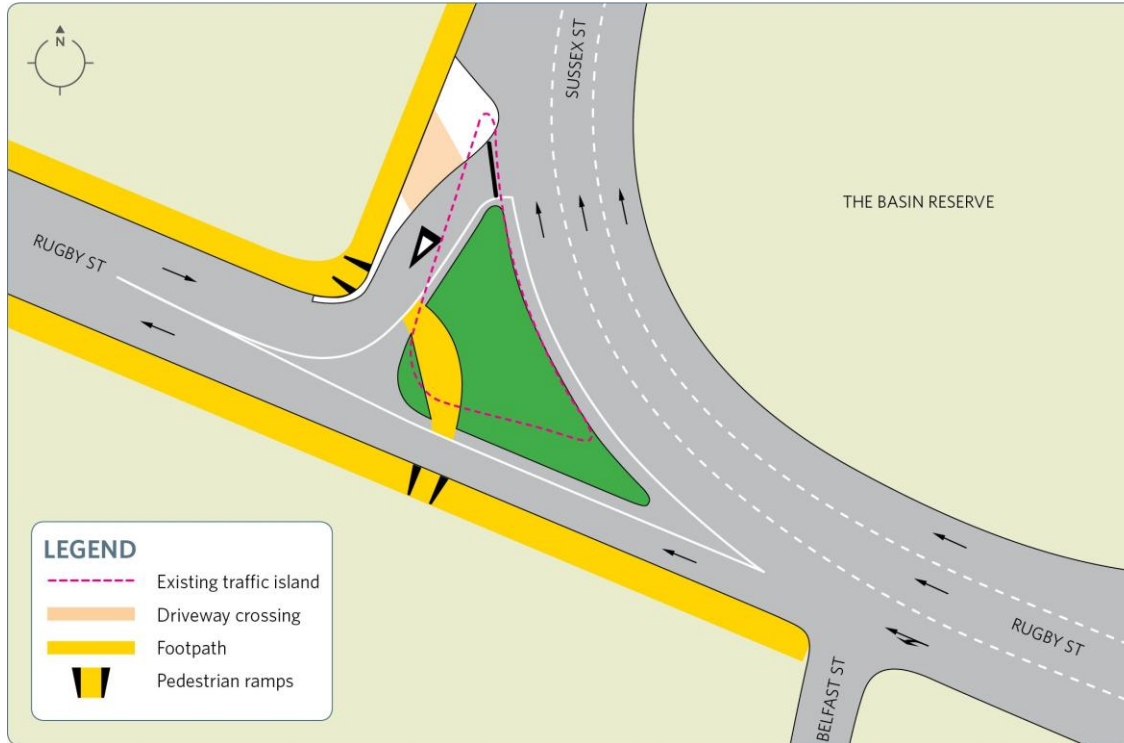 N
SUSSEX ST
THE BASIN RESERVE
RUGBY ST
LEGEND
Existing traffic island
Driveway crossing
Footpath
Pedestrian ramps
RUGBY ST
BELFAST ST